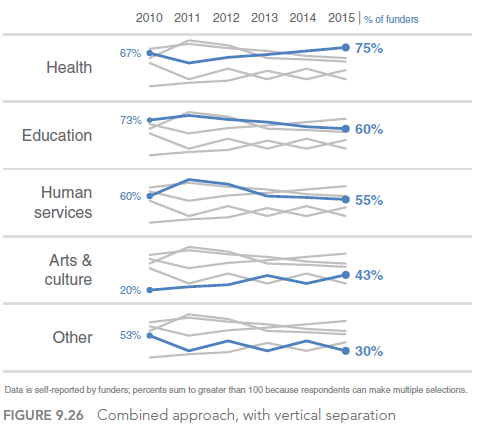 2010 2011 2012 2013 2014 2015 | % of funders
Health 67% 75%
Education 73% 60%
Human
services 60% 55%
Arts &
culture 20% 43%
Other 53% 30%
Data is self-reported by funders; percents sum to greater than 100 because respondents can make multiple selections.
FIGURE 9.26 Combined approach, with vertical separation